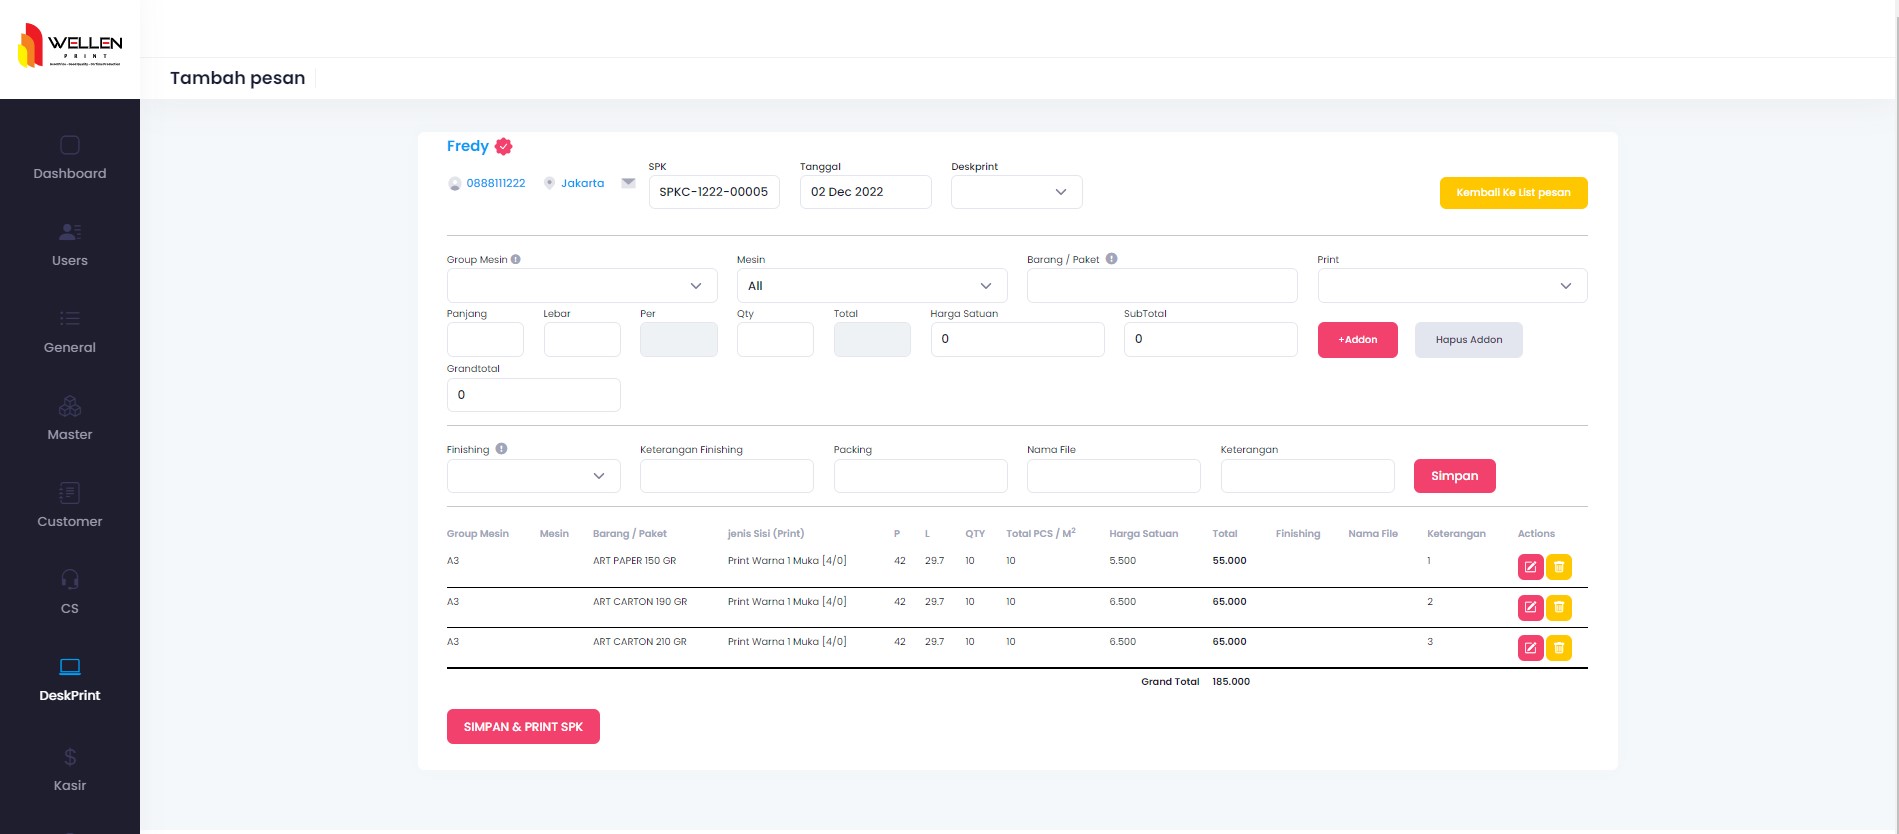 WELLEN
PRINT
Tambah pesan
Dashboard
Users
General
Master
Customer
CS
DeskPrint
Kasir
Fredy
0888111222 Jakarta
SPK Tanggal Deskprint
SPKC-1222-00005 02 Dec 2022
Kembali Ke List pesan
Group Mesin Mesin Barang / Paket Print
All
Panjang Lebar Per Qty Total Harga Satuan SubTotal
0 0 +Addon Hapus Addon
Grandtotal
0
Finishing Keterangan Finishing Packing Nama File Keterangan
Simpan
Group Mesin Mesin Barang / Paket jenis Sisi (Print) P L QTY Total PCS / M² Harga Satuan Total Finishing Nama File Keterangan Actions
A3 ART PAPER 150 GR Print Warna 1 Muka [4/0] 42 29.7 10 10 5.500 55.000 1
A3 ART CARTON 190 GR Print Warna 1 Muka [4/0] 42 29.7 10 10 6.500 65.000 2
A3 ART CARTON 210 GR Print Warna 1 Muka [4/0] 42 29.7 10 10 6.500 65.000 3
Grand Total 185.000
SIMPAN & PRINT SPK